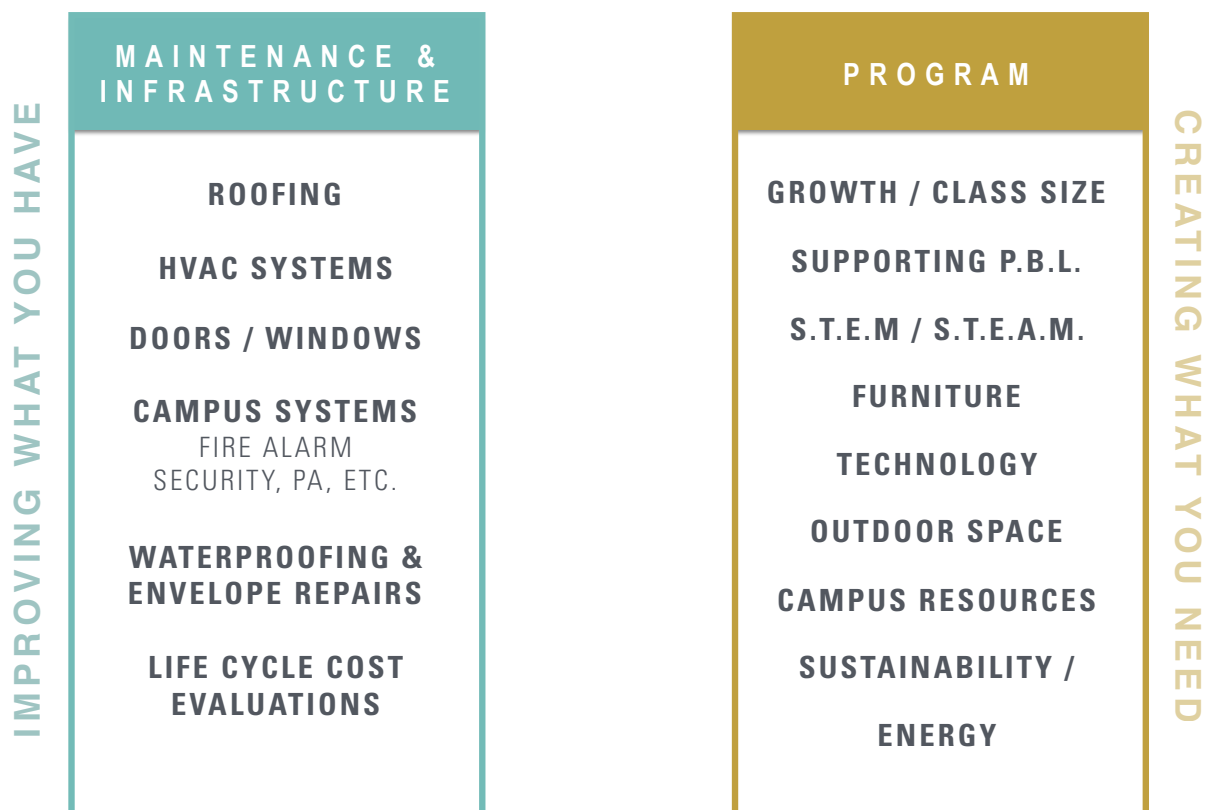 IMPROVING WHAT YOU HAVE
MAINTENANCE &
INFRASTRUCTURE
ROOFING
HVAC SYSTEMS
DOORS / WINDOWS
CAMPUS SYSTEMS
FIRE ALARM
SECURITY, PA, ETC.
WATERPROOFING &
ENVELOPE REPAIRS
LIFE CYCLE COST
EVALUATIONS
PROGRAM
GROWTH / CLASS SIZE
SUPPORTING P.B.L.
S.T.E.M / S.T.E.A.M.
FURNITURE
TECHNOLOGY
OUTDOOR SPACE
CAMPUS RESOURCES
SUSTAINABILITY /
ENERGY
CREATING WHAT YOU NEED